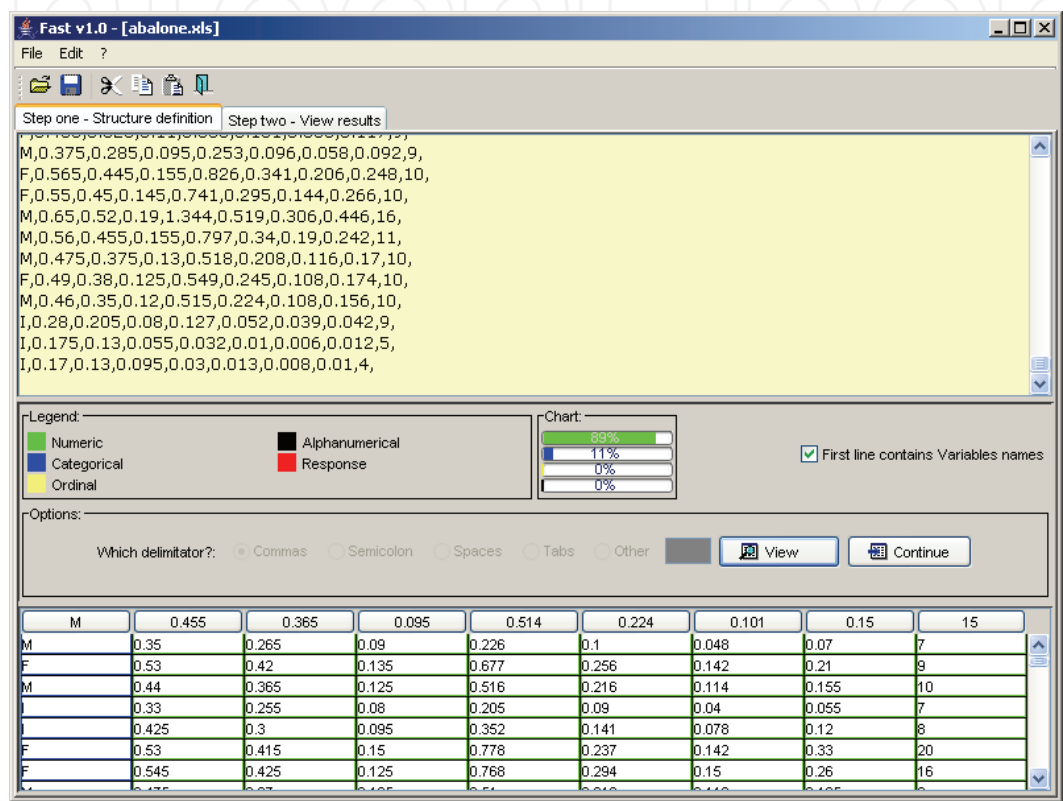 Fast v1.0 - [abalone.xls]
File Edit ?
Step one - Structure definition Step two - View results
M,0.375,0.285,0.095,0.253,0.096,0.058,0.092,9,
F,0.565,0.445,0.155,0.826,0.341,0.206,0.248,10,
F,0.55,0.45,0.145,0.741,0.295,0.144,0.266,10,
M,0.65,0.52,0.19,1.344,0.519,0.306,0.446,16,
M,0.56,0.455,0.155,0.797,0.34,0.19,0.242,11,
M,0.475,0.375,0.13,0.518,0.208,0.116,0.17,10,
F,0.49,0.38,0.125,0.549,0.245,0.108,0.174,10,
M,0.46,0.35,0.12,0.515,0.224,0.108,0.156,10,
I,0.28,0.205,0.08,0.127,0.052,0.039,0.042,9,
I,0.175,0.13,0.055,0.032,0.01,0.006,0.012,5,
I,0.17,0.13,0.095,0.03,0.013,0.008,0.01,4,
Legend:
Numeric Alphanumerical
Categorical Response
Ordinal
Chart:
89%
11%
0%
0%
First line contains Variables names
Options:
Which delimitator?: Commas Semicolon Spaces Tabs Other View Continue
M 0.455 0.365 0.095 0.514 0.224 0.101 0.15 15
M 0.35 0.265 0.09 0.226 0.1 0.048 0.07 7
F 0.53 0.42 0.135 0.677 0.256 0.142 0.21 9
M 0.44 0.365 0.125 0.516 0.216 0.114 0.155 10
I 0.33 0.255 0.08 0.205 0.09 0.04 0.055 7
I 0.425 0.3 0.095 0.352 0.141 0.078 0.12 8
F 0.53 0.415 0.15 0.778 0.237 0.142 0.33 20
F 0.545 0.425 0.125 0.768 0.294 0.15 0.26 16